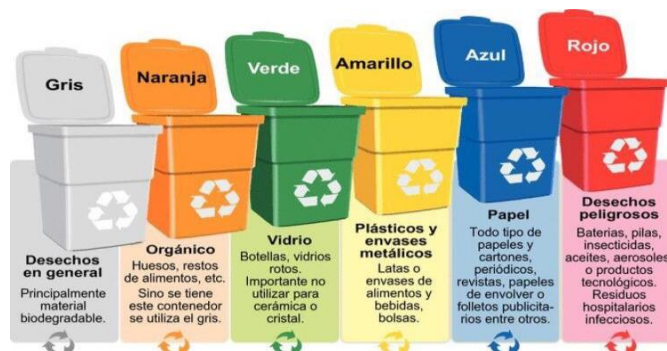 Gris
Desechos
en general
Principalmente
material
biodegradable.
Naranja
Orgánico
Huesos, restos
de alimentos, etc.
Sino se tiene
este contenedor
se utiliza el gris.
Verde
Vidrio
Botellas, vidrios
rotos.
Importante no
utilizar para
cerámica o
cristal.
Amarillo
Plásticos y
envases
metálicos
Latas o
envases de
alimentos y
bebidas,
bolsas.
Azul
Papel
Todo tipo de
papeles y
cartones,
periódicos,
revistas, papeles
de envolver o
folletos publicita-
rios entre otros.
Rojo
Desechos
peligrosos
Baterias, pilas,
insecticidas,
aceites, aerosoles
o productos
tecnológicos.
Residuos
hospitalarios
infecciosos.